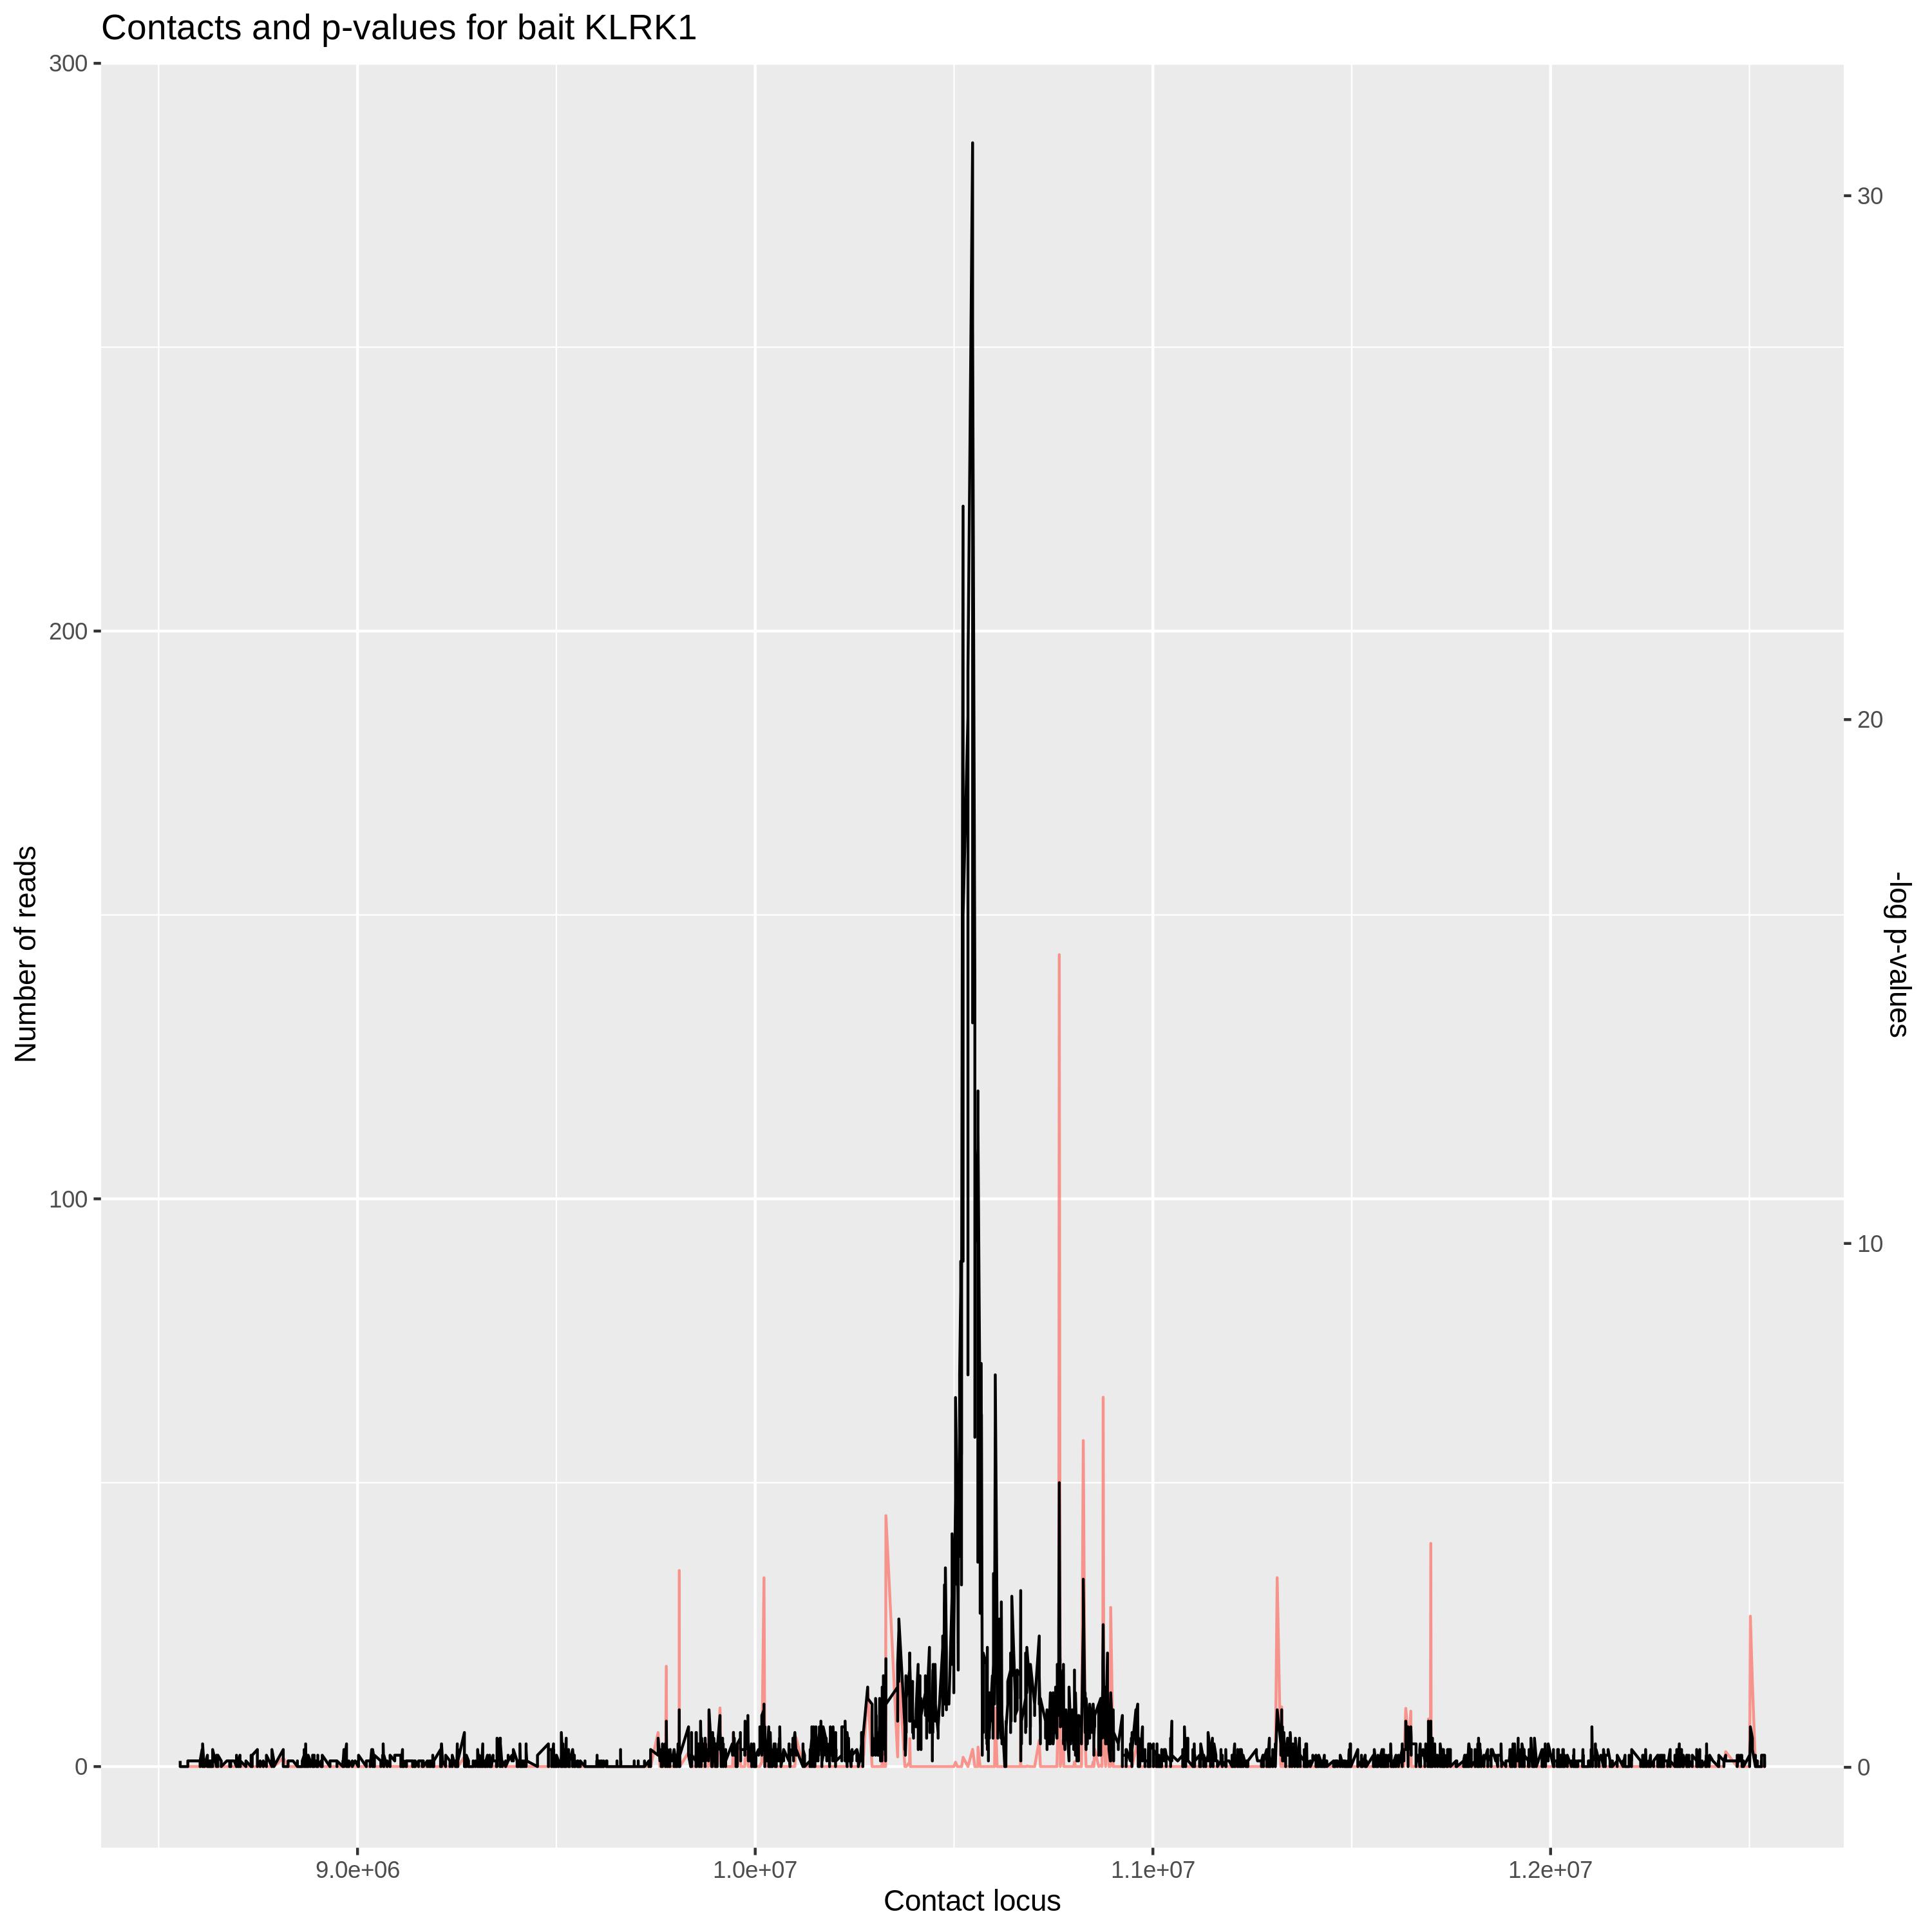 Contacts and p-values for bait KLRK1
300
200
100
0
Number of reads
30
20
10
0
-log p-values
9.0e+06
1.0e+07
1.1e+07
1.2e+07
Contact locus